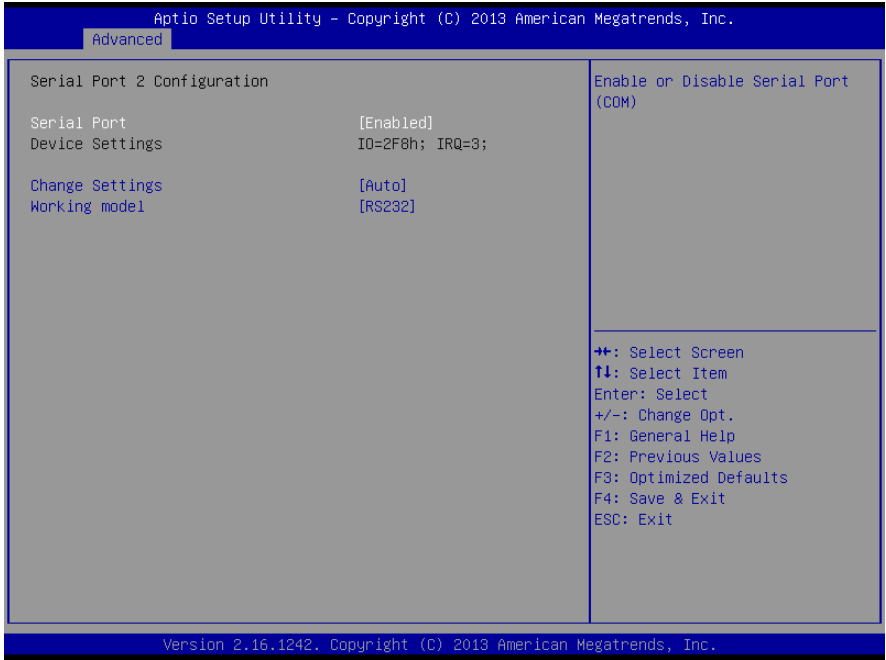 Aptio Setup Utility – Copyright (C) 2013 American Megatrends, Inc.
Advanced
Serial Port 2 Configuration
Serial Port [Enabled]
Device Settings IO=2F8h; IRQ=3;
Change Settings [Auto]
Working model [RS232]
Enable or Disable Serial Port
(COM)
→←: Select Screen
↑↓: Select Item
Enter: Select
+/-: Change Opt.
F1: General Help
F2: Previous Values
F3: Optimized Defaults
F4: Save & Exit
ESC: Exit
Version 2.16.1242. Copyright (C) 2013 American Megatrends, Inc.